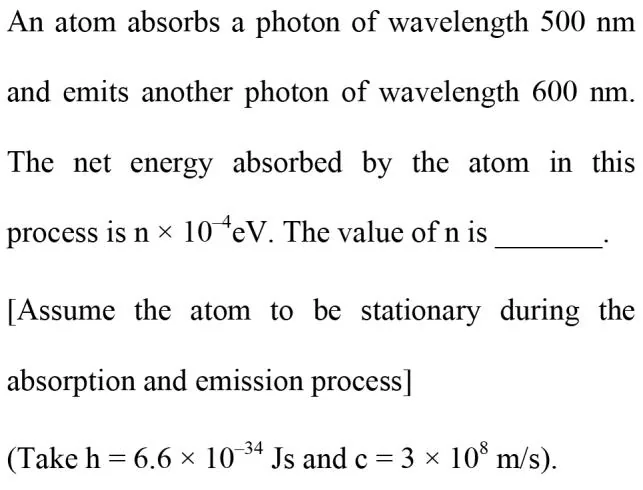 An atom absorbs a photon of wavelength 500 nm
and emits another photon of wavelength 600 nm.
The net energy absorbed by the atom in this
process is n × 10⁻⁴eV. The value of n is _______.
[Assume the atom to be stationary during the
absorption and emission process]
(Take h = 6.6 × 10⁻³⁴ Js and c = 3 × 10⁸ m/s).